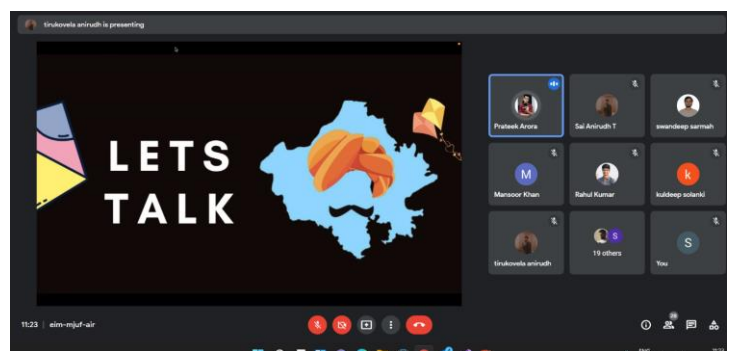 tirukovela anirudh is presenting
LETS
TALK
Prateek Arora
Sai Anirudh T
swandeep sarmah
M
Mansoor Khan
Rahul Kumar
k
kuldeep solanki
tirukovela anirudh
S
19 others
S
You
11:23 | eim-mjuf-air